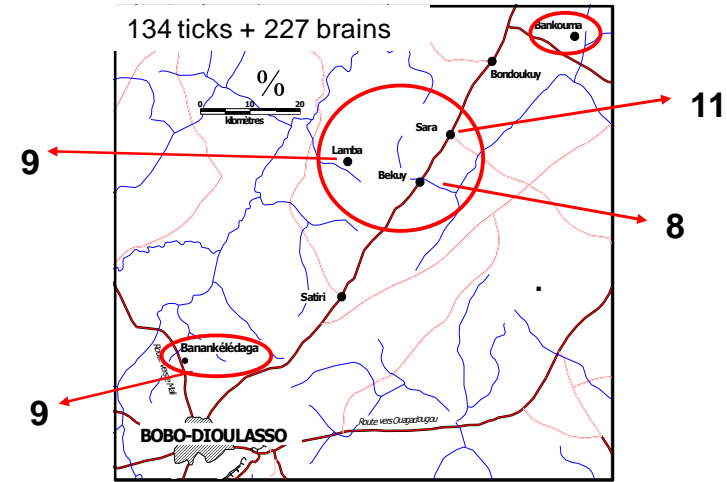 134 ticks + 227 brains
Bankouma
Bondoukuy
%
0 10 20
kilomètres
11
Sara
9
Lamba
Bekuy
8
Satiri
Banankélédaga
9
Route vers Ouagadougou
BOBO-DIOULASSO